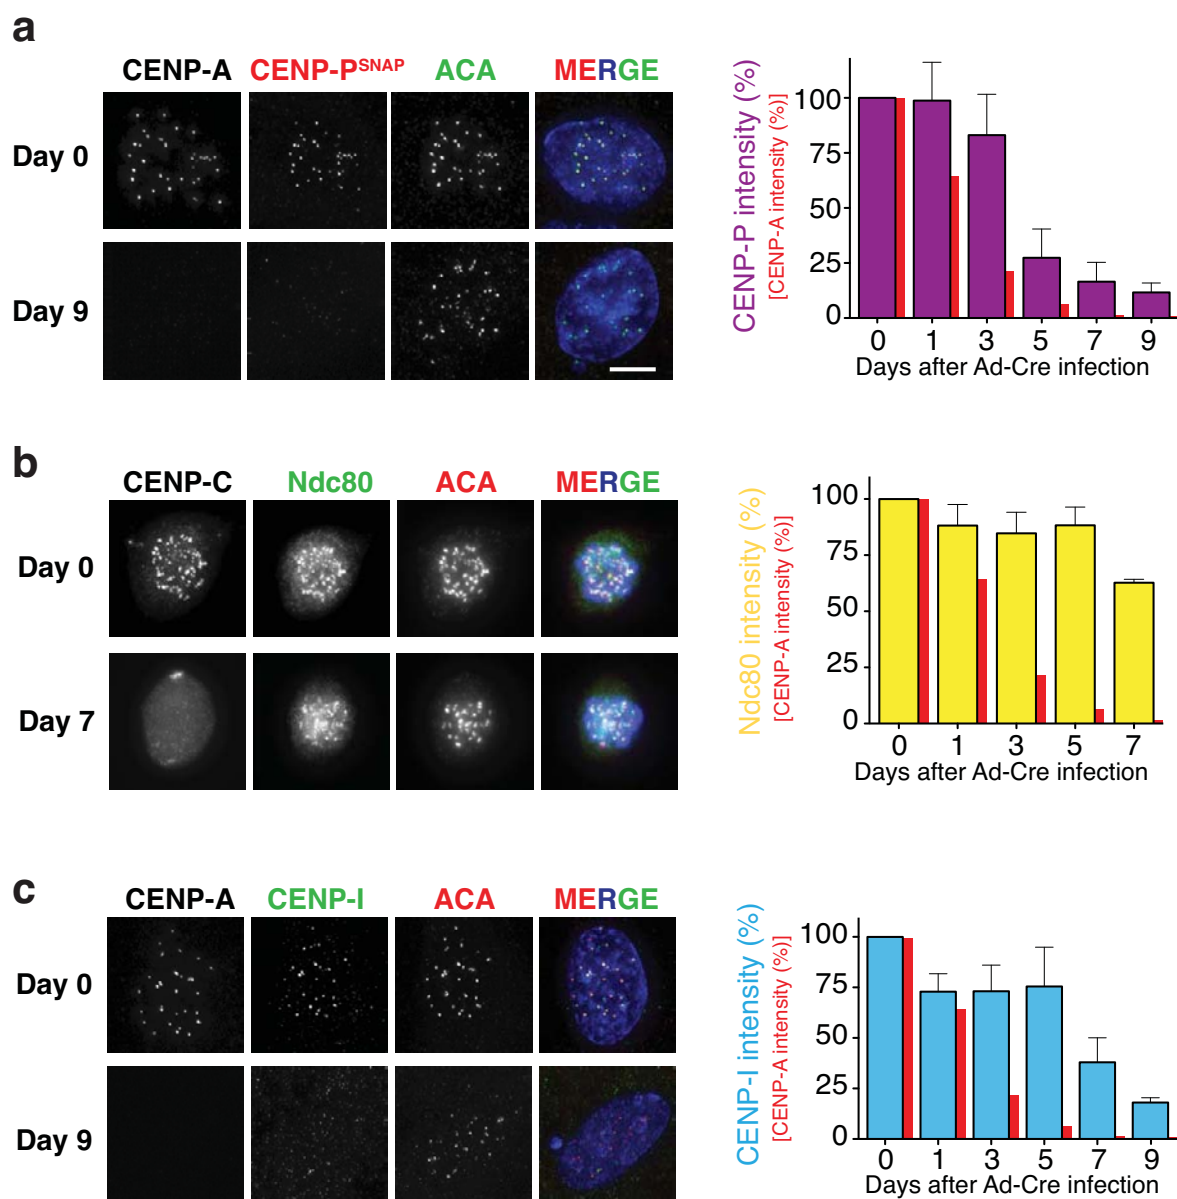 a
CENP-A CENP-PSNAP ACA MERGE
Day 0
Day 9
CENP-P intensity (%)
[CENP-A intensity (%)]
100
75
50
25
0
0 1 3 5 7 9
Days after Ad-Cre infection
b
CENP-C Ndc80 ACA MERGE
Day 0
Day 7
Ndc80 intensity (%)
[CENP-A intensity (%)]
100
75
50
25
0
0 1 3 5 7
Days after Ad-Cre infection
c
CENP-A CENP-I ACA MERGE
Day 0
Day 9
CENP-I intensity (%)
[CENP-A intensity (%)]
100
75
50
25
0
0 1 3 5 7 9
Days after Ad-Cre infection